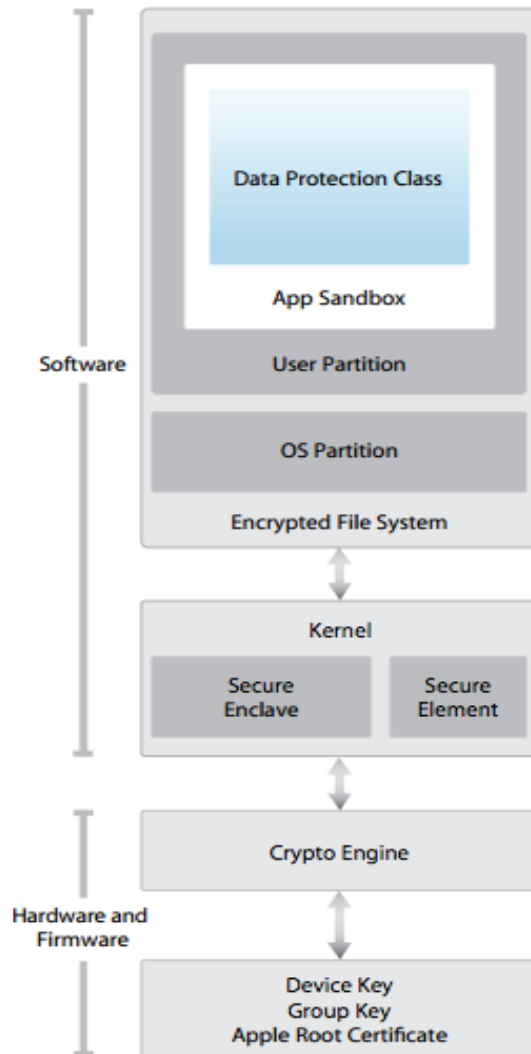 Data Protection Class
App Sandbox
User Partition
Software
OS Partition
Encrypted File System
Kernel
Secure
Enclave
Secure
Element
Crypto Engine
Hardware and
Firmware
Device Key
Group Key
Apple Root Certificate